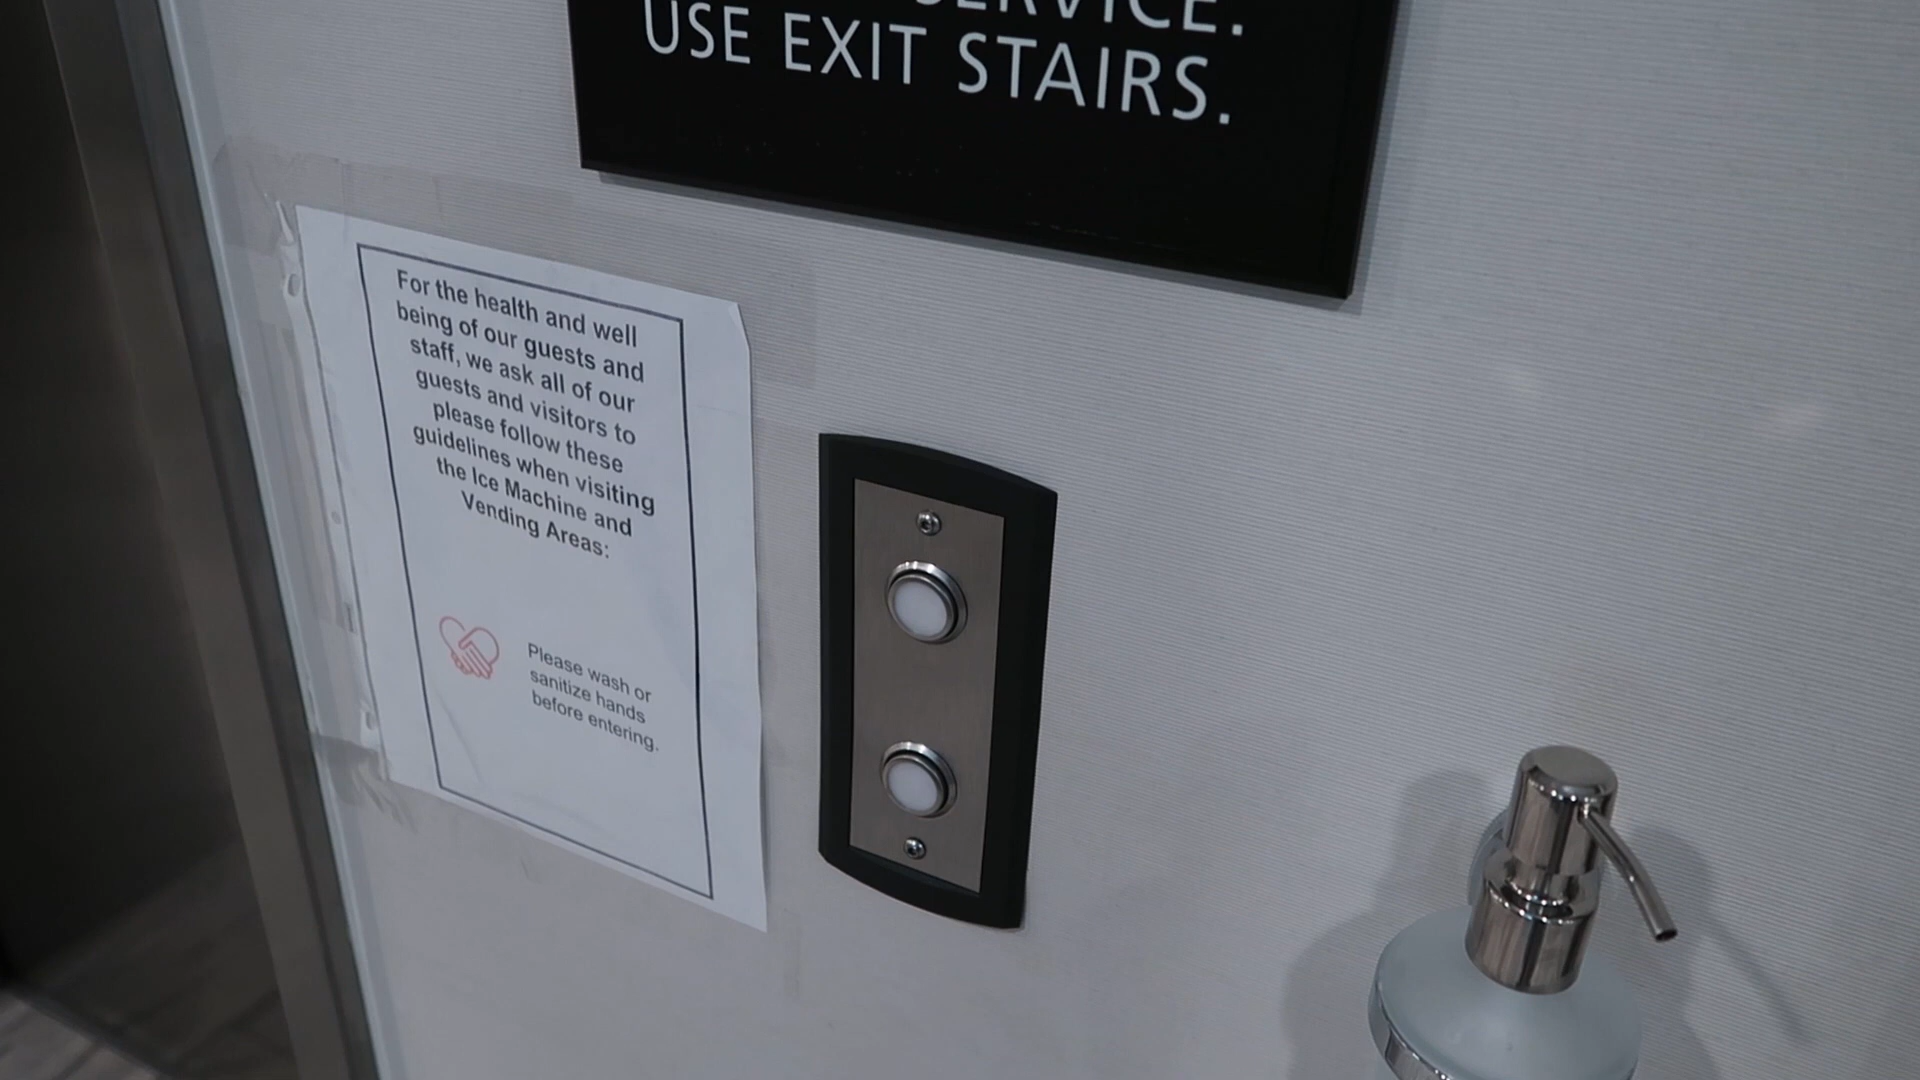 SERVICE.
USE EXIT STAIRS.
For the health and well
being of our guests and
staff, we ask all of our
guests and visitors to
please follow these
guidelines when visiting
the Ice Machine and
Vending Areas:
Please wash or
sanitize hands
before entering.